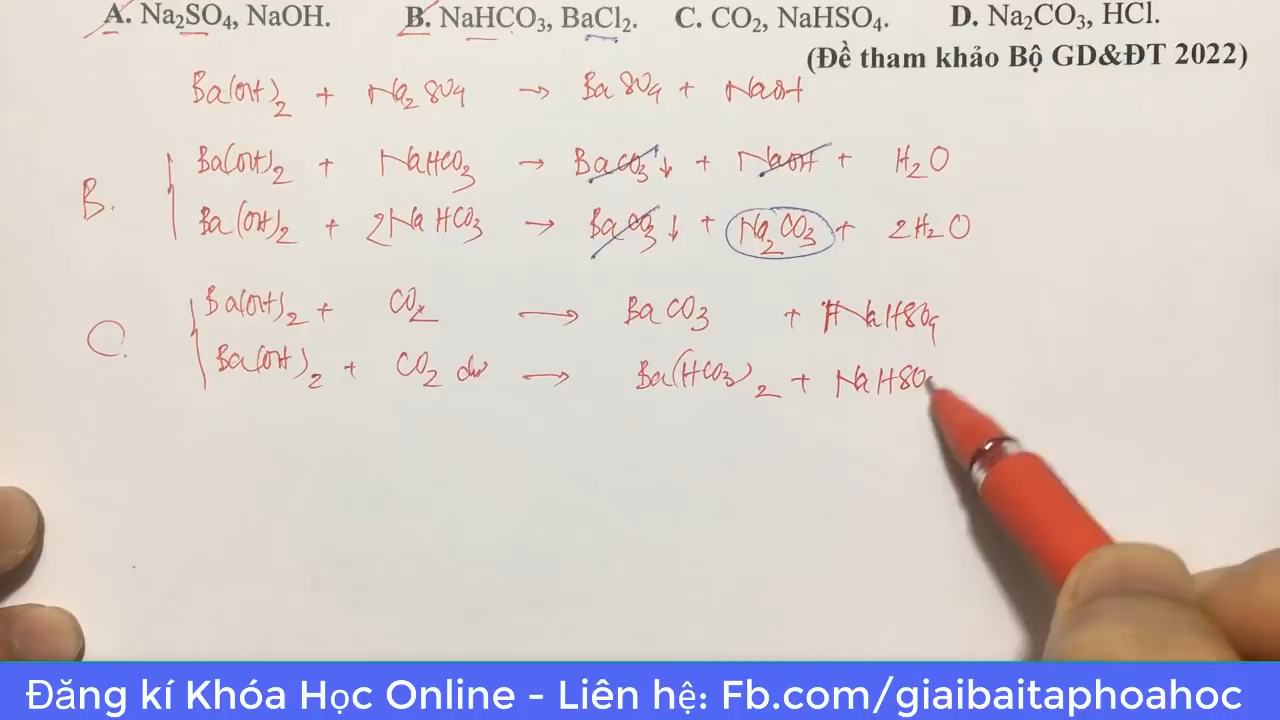 A. Na₂SO₄, NaOH. B. NaHCO₃, BaCl₂. C. CO₂, NaHSO₄. D. Na₂CO₃, HCl.
(Đề tham khảo Bộ GD&ĐT 2022)
Ba(OH)₂ + Na₂SO₄ → BaSO₄ + NaOH
B.
Ba(OH)₂ + NaHCO₃ → BaCO₃↓ + NaOH + H₂O
Ba(OH)₂ + 2NaHCO₃ → BaCO₃↓ + Na₂CO₃ + 2H₂O
C.
Ba(OH)₂ + CO₂ → BaCO₃ + NaHSO₄
Ba(OH)₂ + CO₂ dư → Ba(HCO₃)₂ + NaHSO
Đăng kí Khóa Học Online - Liên hệ: Fb.com/giaibaitaphoahoc